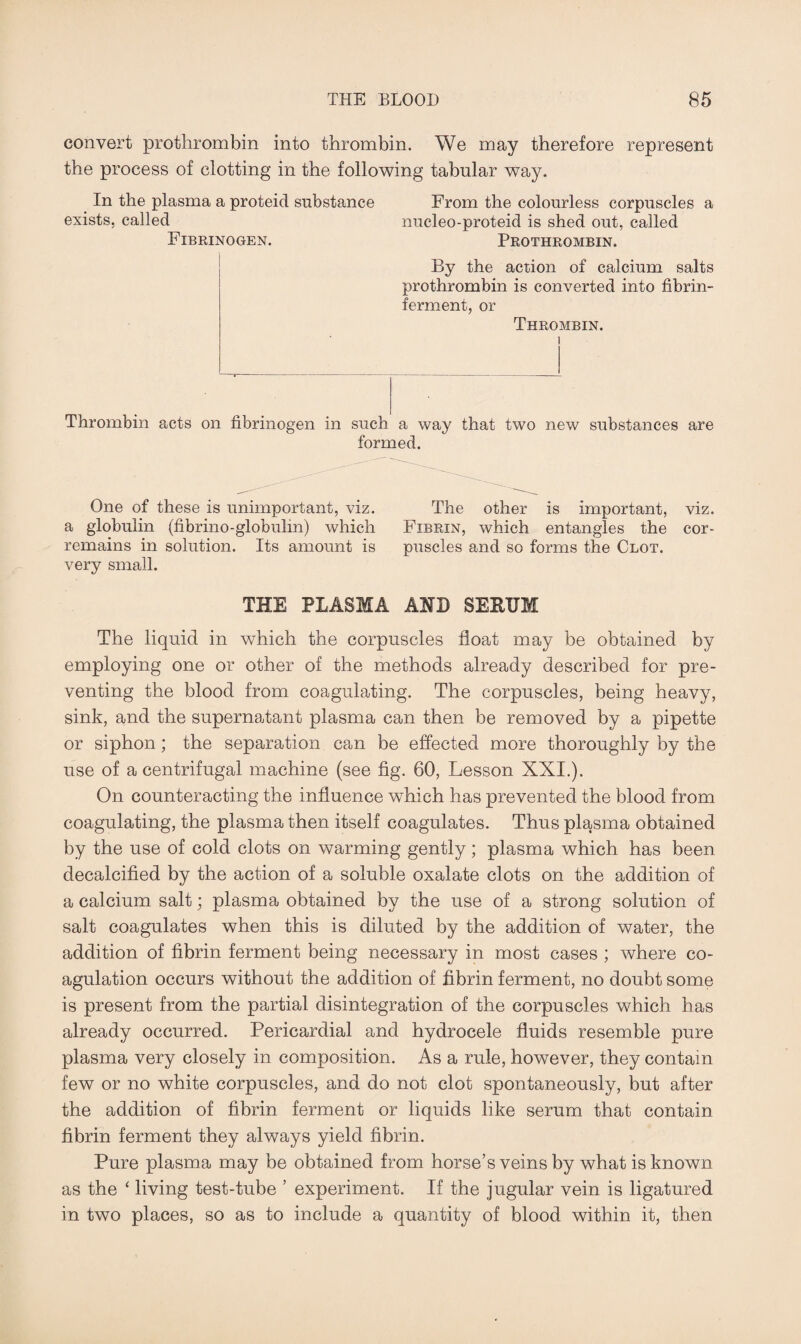 THE BLOOD 85
convert prothrombin into thrombin. We may therefore represent
the process of clotting in the following tabular way.
In the plasma a proteid substance
exists, called
FIBRINOGEN.
From the colourless corpuscles a
nucleo-proteid is shed out, called
PROTHROMBIN.
By the action of calcium salts
prothrombin is converted into fibrin-
ferment, or
THROMBIN.
Thrombin acts on fibrinogen in such a way that two new substances are
formed.
One of these is unimportant, viz.
a globulin (fibrino-globulin) which
remains in solution. Its amount is
very small.
The other is important, viz.
FIBRIN, which entangles the cor-
puscles and so forms the CLOT.
THE PLASMA AND SERUM
The liquid in which the corpuscles float may be obtained by
employing one or other of the methods already described for pre-
venting the blood from coagulating. The corpuscles, being heavy,
sink, and the supernatant plasma can then be removed by a pipette
or siphon ; the separation can be effected more thoroughly by the
use of a centrifugal machine (see fig. 60, Lesson XXI.).
On counteracting the influence which has prevented the blood from
coagulating, the plasma then itself coagulates. Thus plasma obtained
by the use of cold clots on warming gently ; plasma which has been
decalcified by the action of a soluble oxalate clots on the addition of
a calcium salt ; plasma obtained by the use of a strong solution of
salt coagulates when this is diluted by the addition of water, the
addition of fibrin ferment being necessary in most cases ; where co-
agulation occurs without the addition of fibrin ferment, no doubt some
is present from the partial disintegration of the corpuscles which has
already occurred. Pericardial and hydrocele fluids resemble pure
plasma very closely in composition. As a rule, however, they contain
few or no white corpuscles, and do not clot spontaneously, but after
the addition of fibrin ferment or liquids like serum that contain
fibrin ferment they always yield fibrin.
Pure plasma may be obtained from horse's veins by what is known
as the ‘ living test-tube ’ experiment. If the jugular vein is ligatured
in two places, so as to include a quantity of blood within it, then